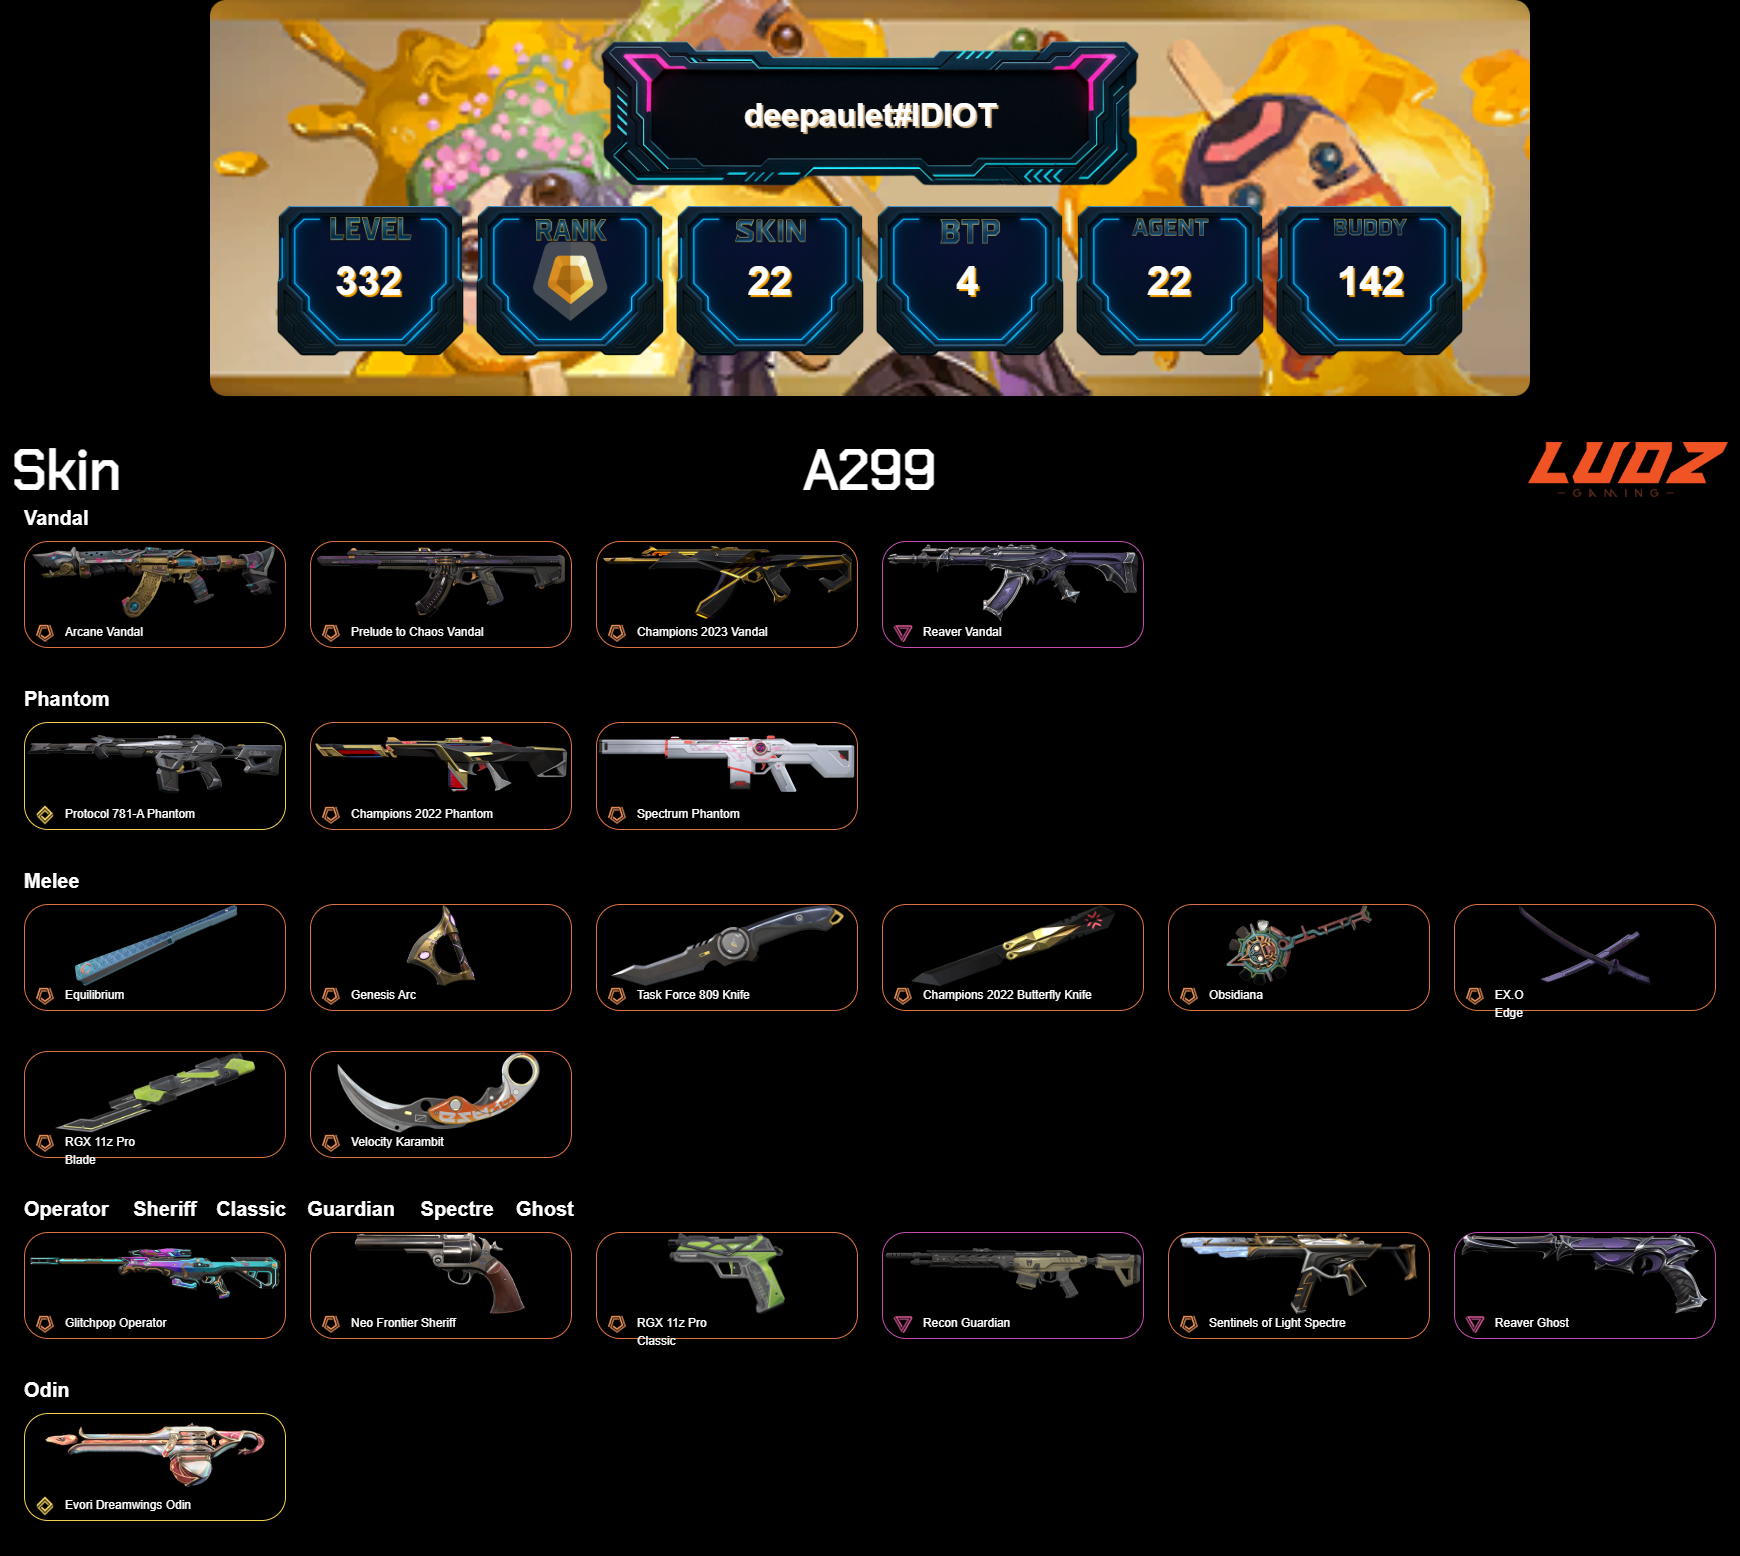 deepaulet#IDIOT
LEVEL RANK SKIN BTP AGENT BUDDY
332 22 4 22 142
Skin A299 LUDZ
-GAMING-
Vandal
Arcane Vandal Prelude to Chaos Vandal Champions 2023 Vandal Reaver Vandal
Phantom
Protocol 781-A Phantom Champions 2022 Phantom Spectrum Phantom
Melee
Equilibrium Genesis Arc Task Force 809 Knife Champions 2022 Butterfly Knife Obsidiana EX.O
Edge
RGX 11z Pro Velocity Karambit
Blade
Operator Sheriff Classic Guardian Spectre Ghost
Glitchpop Operator Neo Frontier Sheriff RGX 11z Pro Recon Guardian Sentinels of Light Spectre Reaver Ghost
Classic
Odin
Evori Dreamwings Odin